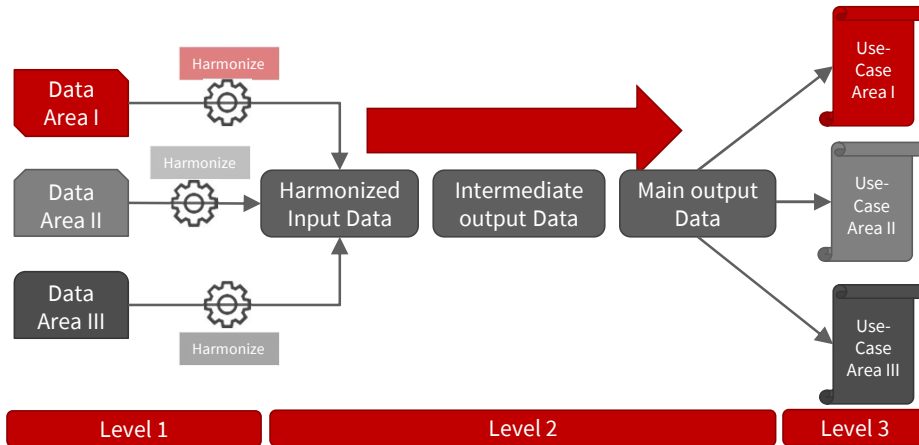 Harmonize
Data
Area I
Use-
Case
Area I
Harmonize
Data
Area II
Harmonized
Input Data
Intermediate
output Data
Main output
Data
Use-
Case
Area II
Data
Area III
Harmonize
Use-
Case
Area III
Level 1
Level 2
Level 3